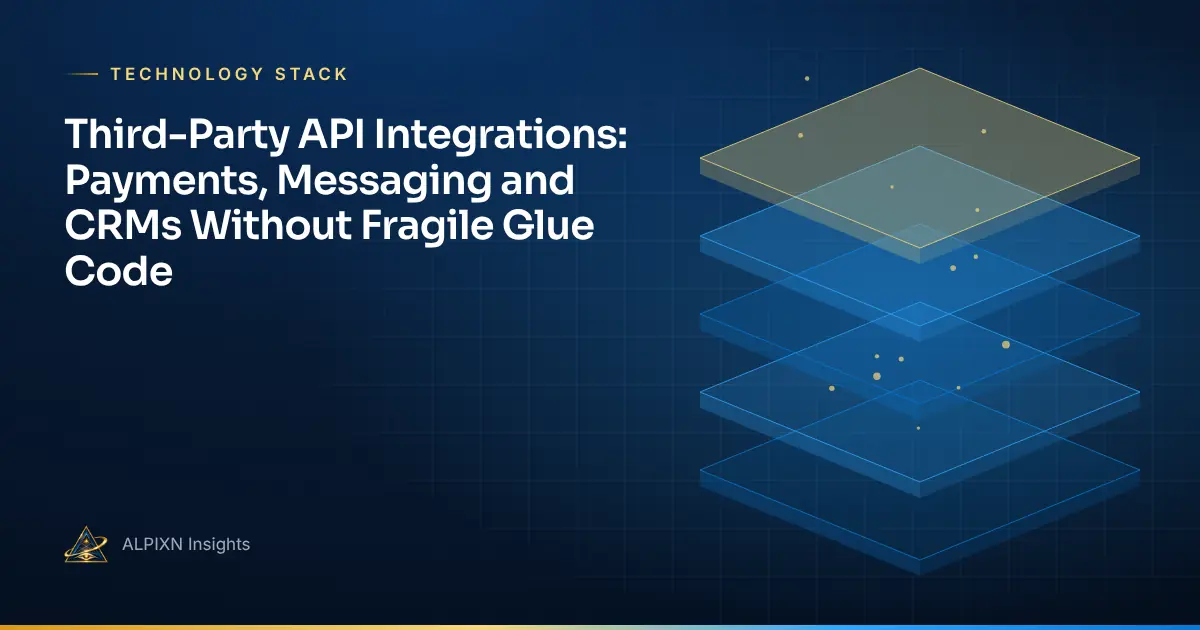 TECHNOLOGY STACK
Third-Party API Integrations:
Payments, Messaging and
CRMs Without Fragile Glue
Code
ALPIXN Insights